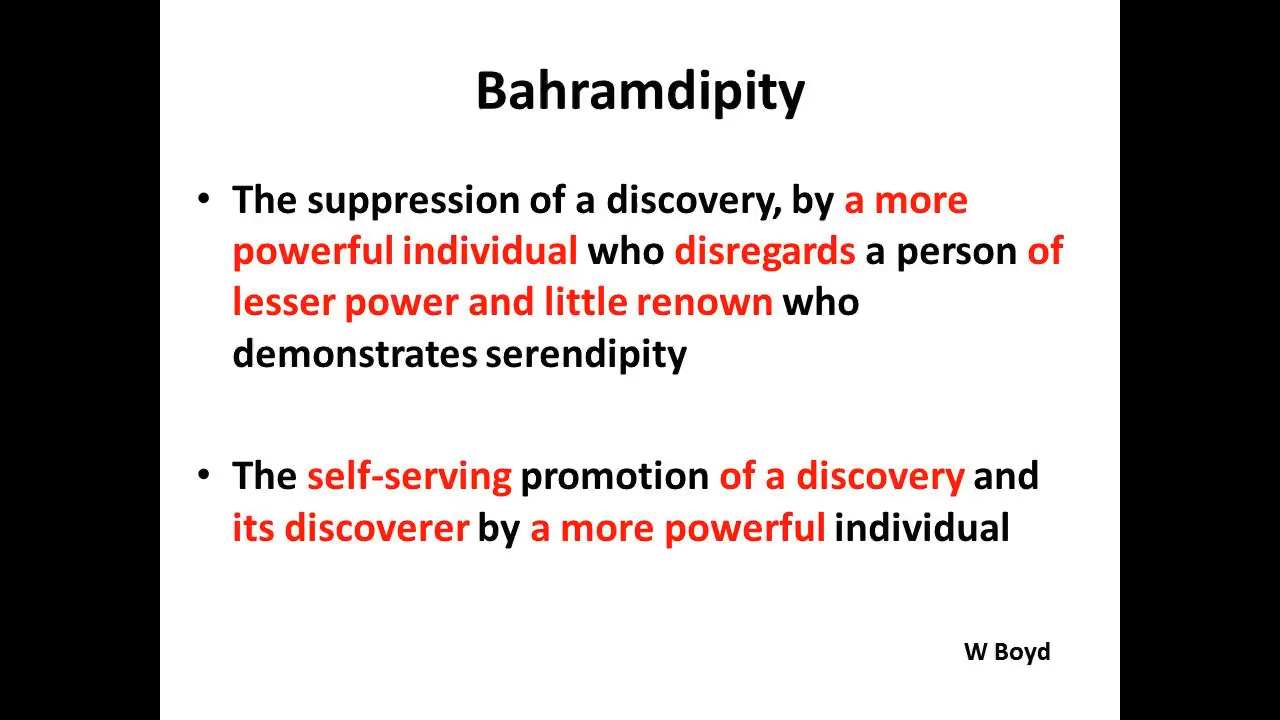 Bahramdipity
• The suppression of a discovery, by a more
powerful individual who disregards a person of
lesser power and little renown who
demonstrates serendipity
• The self-serving promotion of a discovery and
its discoverer by a more powerful individual
W Boyd